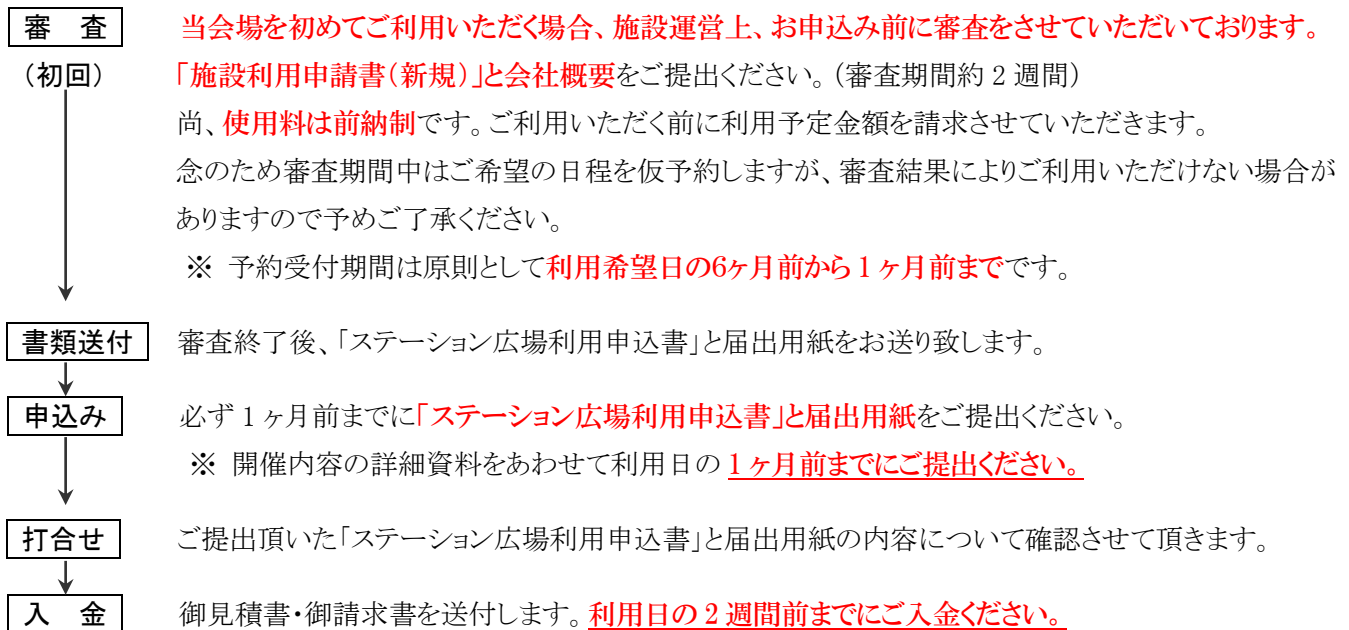 審　査　当会場を初めてご利用いただく場合、施設運営上、お申込み前に審査をさせていただいております。
（初回）　「施設利用申請書（新規）」と会社概要をご提出ください。（審査期間約２週間）
尚、使用料は前納制です。ご利用いただく前に利用予定金額を請求させていただきます。
念のため審査期間中はご希望の日程を仮予約しますが、審査結果によりご利用いただけない場合が
ありますので予めご了承ください。
※ 予約受付期間は原則として利用希望日の6ヶ月前から１ヶ月前までです。
書類送付　審査終了後、「ステーション広場利用申込書」と届出用紙をお送り致します。
申込み　必ず１ヶ月前までに「ステーション広場利用申込書」と届出用紙をご提出ください。
※ 開催内容の詳細資料をあわせて利用日の１ヶ月前までにご提出ください。
打合せ　ご提出頂いた「ステーション広場利用申込書」と届出用紙の内容について確認させて頂きます。
入　金　御見積書・御請求書を送付します。利用日の２週間前までにご入金ください。